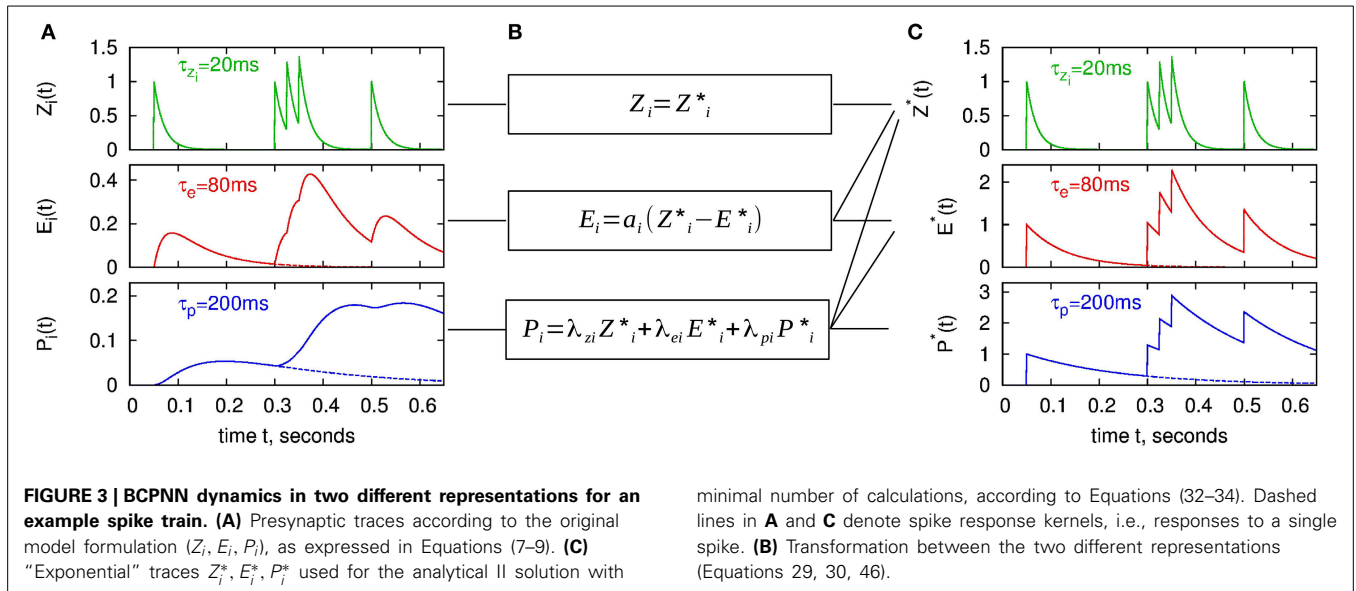 A
B
C
1.5
1
0.5
0
Z_i(t)
τ_{z_i}=20ms
0.4
0.2
0
E_i(t)
τ_e=80ms
0.2
0.1
0
P_i(t)
τ_p=200ms
0 0.1 0.2 0.3 0.4 0.5 0.6
time t, seconds
Z_i=Z*_i
E_i=a_i(Z*_i−E*_i)
P_i=λ_{zi}Z*_i+λ_{ei}E*_i+λ_{pi}P*_i
1.5
1
0.5
0
Z*(t)
τ_{z_i}=20ms
2
1
0
E*(t)
τ_e=80ms
3
2
1
0
P*(t)
τ_p=200ms
0 0.1 0.2 0.3 0.4 0.5 0.6
time t, seconds
FIGURE 3 | BCPNN dynamics in two different representations for an
example spike train. (A) Presynaptic traces according to the original
model formulation (Z_i, E_i, P_i), as expressed in Equations (7–9). (C)
"Exponential" traces Z*_i, E*_i, P*_i used for the analytical II solution with
minimal number of calculations, according to Equations (32–34). Dashed
lines in A and C denote spike response kernels, i.e., responses to a single
spike. (B) Transformation between the two different representations
(Equations 29, 30, 46).